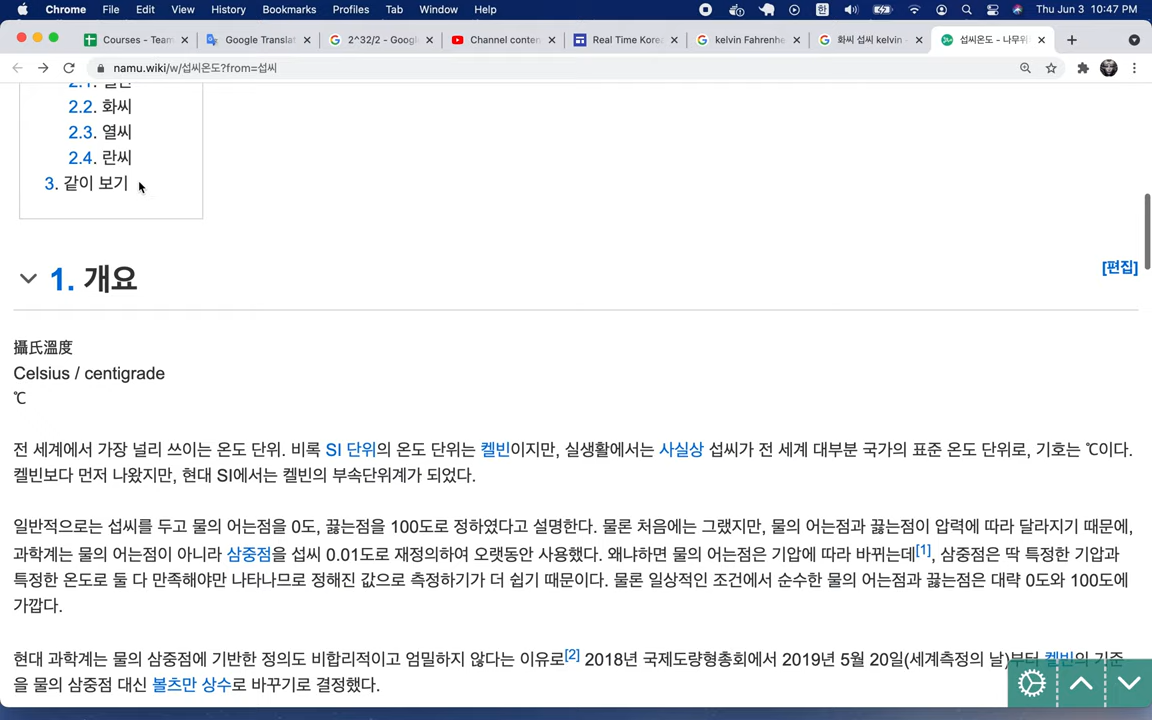 Chrome File Edit View History Bookmarks Profiles Tab Window Help 한 Thu Jun 3 10:47 PM
Courses - Team Google Translat 2^32/2 - Goog Channel conten Real Time Kore kelvin Fahrenhe 화씨 섭씨 kelvin - 섭씨온도 - 나무위
namu.wiki/w/섭씨온도?from=섭씨
2.2. 화씨
2.3. 열씨
2.4. 란씨
3. 같이 보기
1. 개요
[편집]
攝氏溫度
Celsius / centigrade
℃
전 세계에서 가장 널리 쓰이는 온도 단위. 비록 SI 단위의 온도 단위는 켈빈이지만, 실생활에서는 사실상 섭씨가 전 세계 대부분 국가의 표준 온도 단위로, 기호는 ℃이다.
켈빈보다 먼저 나왔지만, 현대 SI에서는 켈빈의 부속단위계가 되었다.
일반적으로는 섭씨를 두고 물의 어는점을 0도, 끓는점을 100도로 정하였다고 설명한다. 물론 처음에는 그랬지만, 물의 어는점과 끓는점이 압력에 따라 달라지기 때문에,
과학계는 물의 어는점이 아니라 삼중점을 섭씨 0.01도로 재정의하여 오랫동안 사용했다. 왜냐하면 물의 어는점은 기압에 따라 바뀌는데[1], 삼중점은 딱 특정한 기압과
특정한 온도로 둘 다 만족해야만 나타나므로 정해진 값으로 측정하기가 더 쉽기 때문이다. 물론 일상적인 조건에서 순수한 물의 어는점과 끓는점은 대략 0도와 100도에
가깝다.
현대 과학계는 물의 삼중점에 기반한 정의도 비합리적이고 엄밀하지 않다는 이유로[2] 2018년 국제도량형총회에서 2019년 5월 20일(세계측정의 날)부터 켈빈의 기준
을 물의 삼중점 대신 볼츠만 상수로 바꾸기로 결정했다.